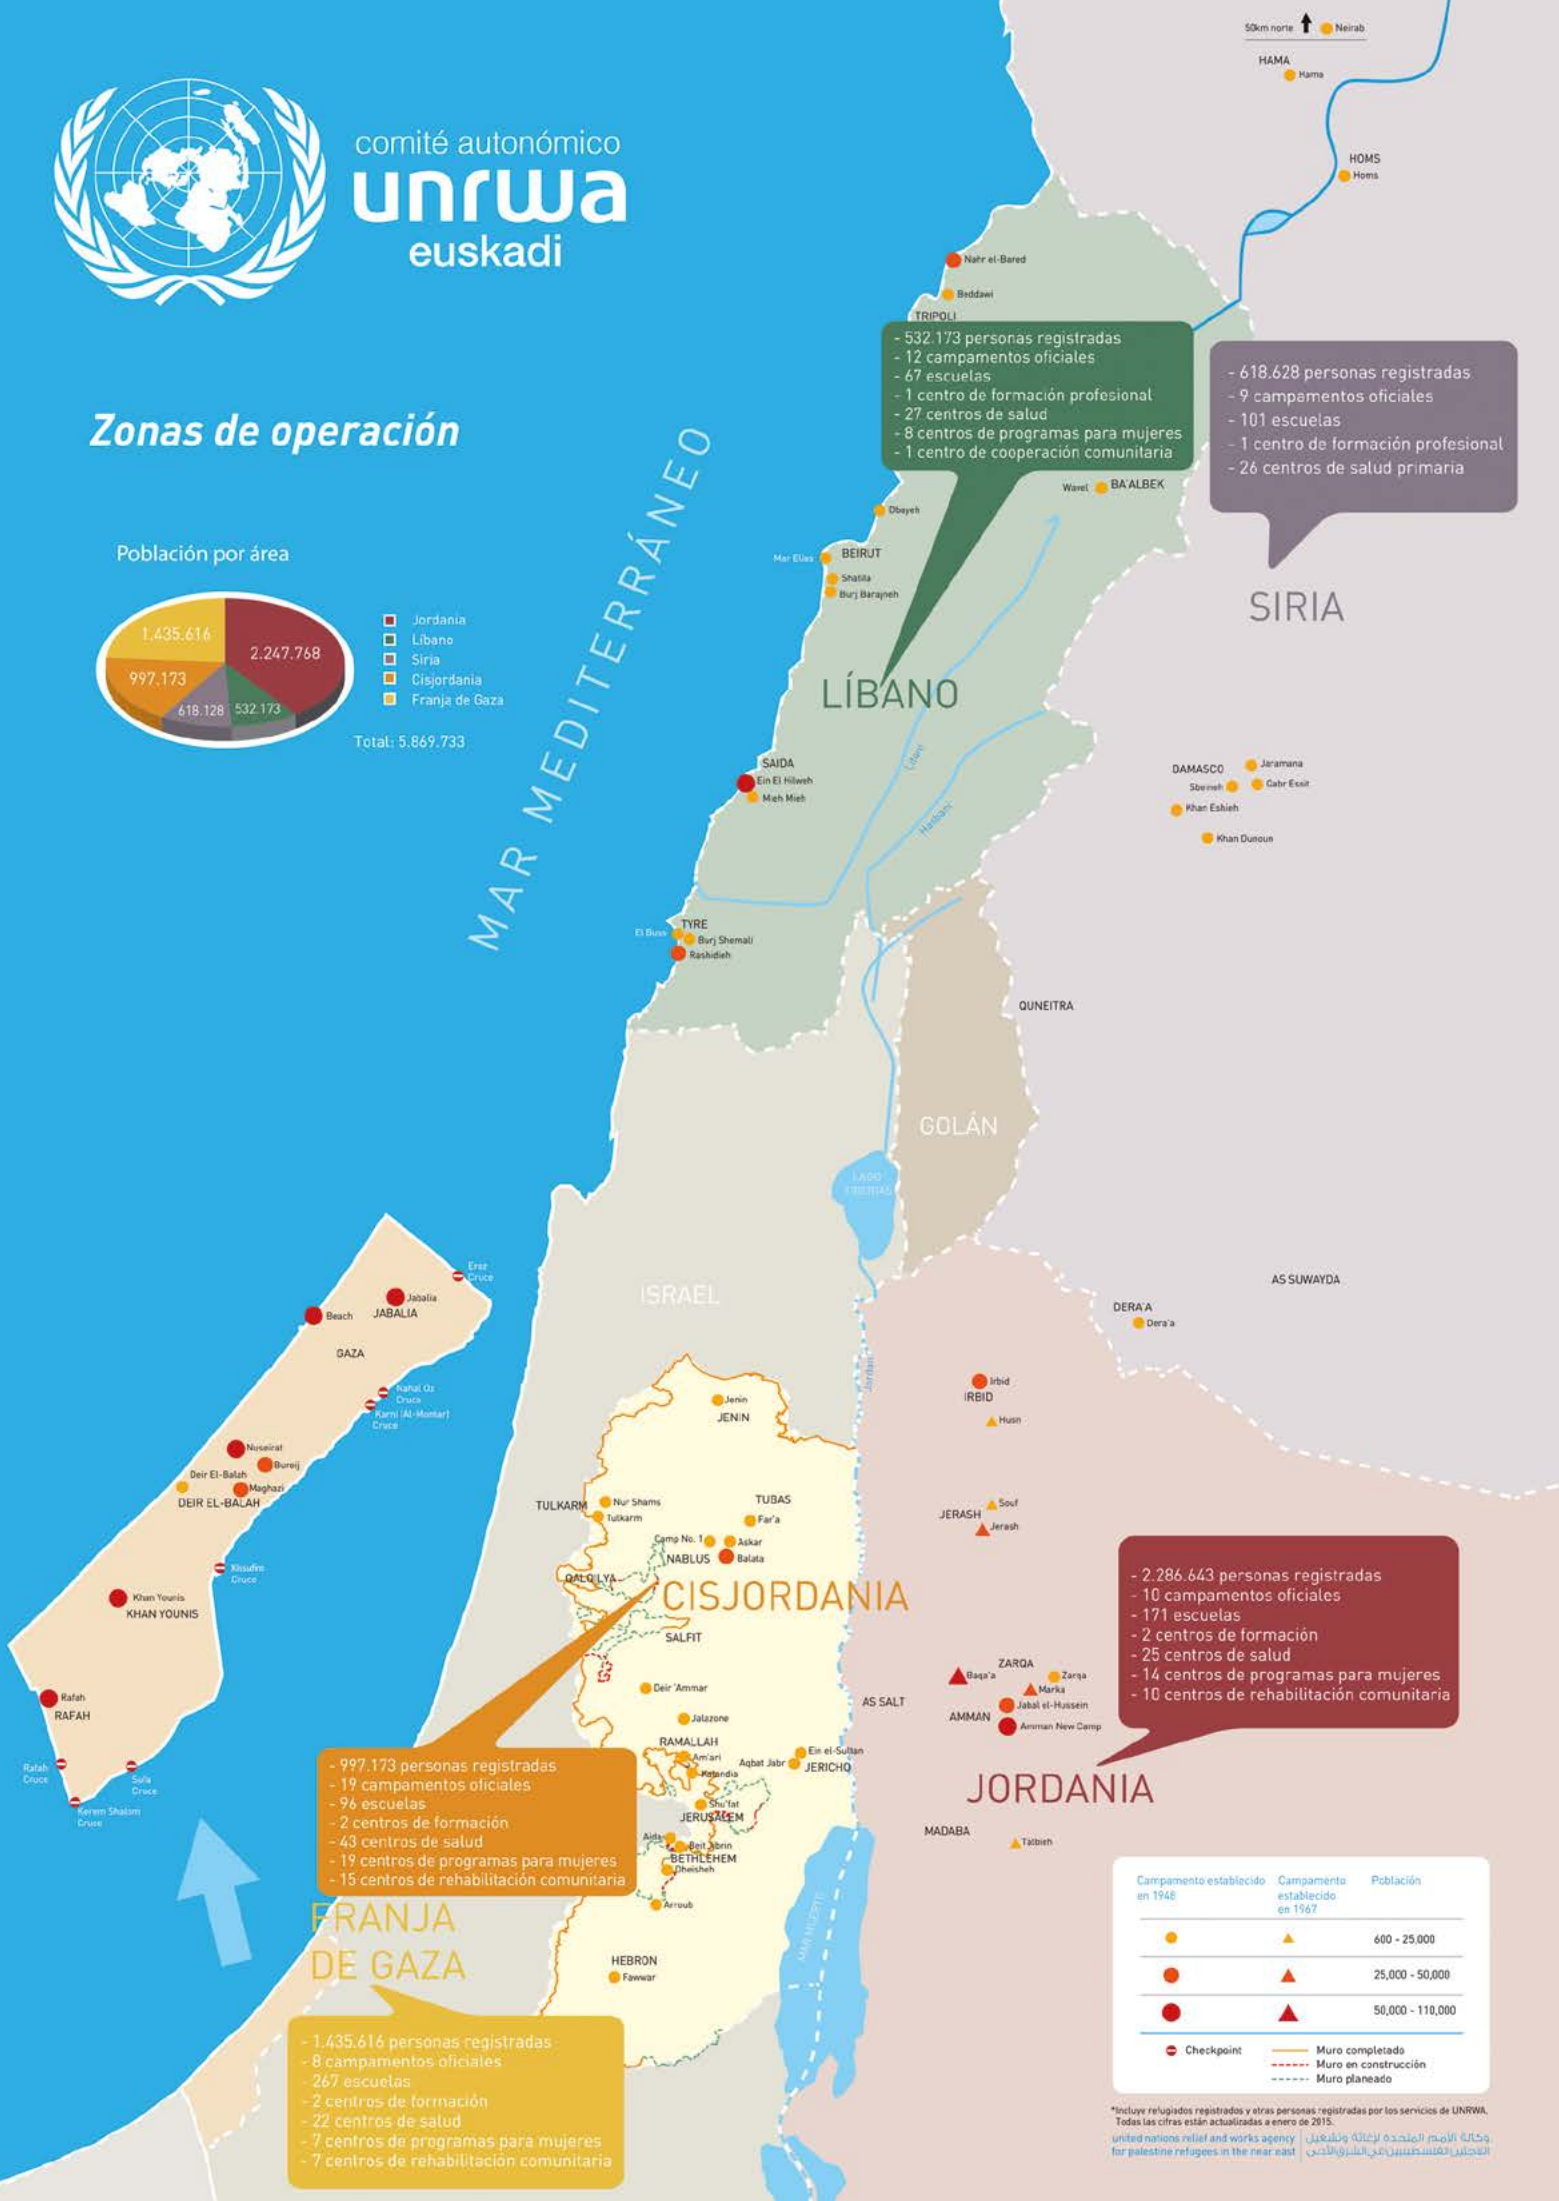 50km norte
Neirab
HAMA
Hama
HOMS
Homs
comité autonómico
unrwa
euskadi
Zonas de operación
Población por área
1.435.616
2.247.768
997.173
618.128
532.173
Jordania
Líbano
Siria
Cisjordania
Franja de Gaza
Total: 5.869.733
MAR MEDITERRÁNEO
Nahr el-Bared
Beddawi
TRIPOLI
- 532.173 personas registradas
- 12 campamentos oficiales
- 67 escuelas
- 1 centro de formación profesional
- 27 centros de salud
- 8 centros de programas para mujeres
- 1 centro de cooperación comunitaria
- 618.628 personas registradas
- 9 campamentos oficiales
- 101 escuelas
- 1 centro de formación profesional
- 26 centros de salud primaria
Wavel
BA'ALBEK
Dbayeh
Mar Elias
BEIRUT
Shatila
Burj Barajneh
SIRIA
LÍBANO
Litani
Hasbani
SAIDA
Ein El Hilweh
Mieh Mieh
DAMASCO
Jaramana
Sbeineh
Khan Eshieh
Khan Dunoun
TYRE
El Buss
Burj Shemali
Rashidieh
QUNEITRA
GOLÁN
LAGO
TIBERIAS
ISRAEL
AS SUWAYDA
DERA'A
Dera'a
Erez
Cruce
Jabalia
JABALIA
Beach
GAZA
Nahal Oz
Cruce
Karni (Al-Montar)
Cruce
Nuseirat
Bureij
Deir El-Balah
Maghazi
DEIR EL-BALAH
Kissufim
Cruce
Khan Younis
KHAN YOUNIS
Rafah
RAFAH
Rafah
Cruce
Sufa
Cruce
Kerem Shalom
Cruce
Jordan
Irbid
IRBID
Husn
Jenin
JENIN
TULKARM
Nur Shams
Tulkarm
TUBAS
Far'a
Camp No. 1
Askar
NABLUS
Balata
QALQILYA
CISJORDANIA
SALFIT
JERASH
Souf
Jerash
- 2.286.643 personas registradas
- 10 campamentos oficiales
- 171 escuelas
- 2 centros de formación
- 25 centros de salud
- 14 centros de programas para mujeres
- 10 centros de rehabilitación comunitaria
ZARQA
Baqa'a
Zarqa
Marka
Jabal el-Hussein
AMMAN
Amman New Camp
AS SALT
JORDANIA
MADABA
Talbieh
Deir 'Ammar
Jalazone
RAMALLAH
Am'ari
Kalandia
Aqbat Jabr
Ein el-Sultan
JERICHO
Shu'fat
JERUSALEM
Aida
Beit Jibrin
BETHLEHEM
Dheisheh
Arroub
HEBRON
Fawwar
MAR MUERTO
- 997.173 personas registradas
- 19 campamentos oficiales
- 96 escuelas
- 2 centros de formación
- 43 centros de salud
- 19 centros de programas para mujeres
- 15 centros de rehabilitación comunitaria
FRANJA
DE GAZA
- 1.435.616 personas registradas
- 8 campamentos oficiales
- 267 escuelas
- 2 centros de formación
- 22 centros de salud
- 7 centros de programas para mujeres
- 7 centros de rehabilitación comunitaria
Campamento establecido
en 1948
Campamento
establecido
en 1967
Población
600 - 25,000
25,000 - 50,000
50,000 - 110,000
Checkpoint
Muro completado
Muro en construcción
Muro planeado
*Incluye refugiados registrados y otras personas registradas por los servicios de UNRWA.
Todas las cifras están actualizadas a enero de 2015.
united nations relief and works agency
for palestine refugees in the near east
وكالة الأمم المتحدة لإغاثة وتشغيل
اللاجئين الفلسطينيين في الشرق الأدنى